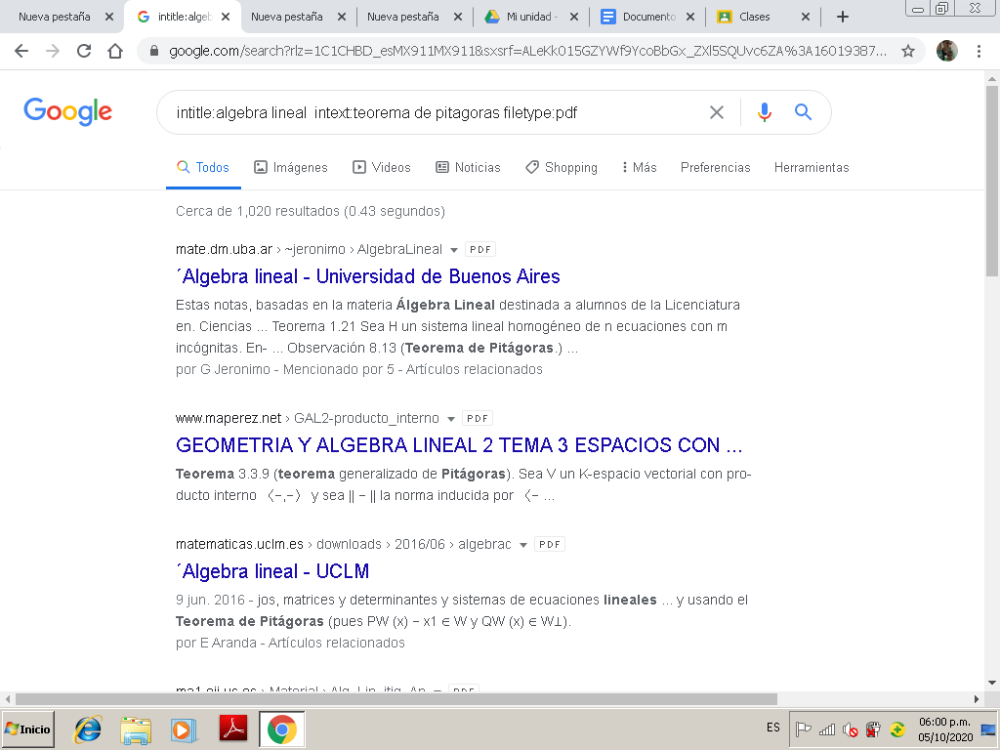 Nueva pestaña
intitle:algeb
Nueva pestaña
Nueva pestaña
Mi unidad -
Documento
Clases
google.com/search?rlz=1C1CHBD_esMX911MX911&sxsrf=ALeKk015GZYWf9YcoBbGx_ZXl5SQUvc6ZA%3A16019387...
Google
intitle:algebra lineal intext:teorema de pitagoras filetype:pdf
Todos Imágenes Videos Noticias Shopping Más Preferencias Herramientas
Cerca de 1,020 resultados (0.43 segundos)
mate.dm.uba.ar › ~jeronimo › AlgebraLineal PDF
´Algebra lineal - Universidad de Buenos Aires
Estas notas, basadas en la materia Álgebra Lineal destinada a alumnos de la Licenciatura
en. Ciencias ... Teorema 1.21 Sea H un sistema lineal homogéneo de n ecuaciones con m
incógnitas. En- ... Observación 8.13 (Teorema de Pitágoras.) ...
por G Jeronimo - Mencionado por 5 - Artículos relacionados
www.maperez.net › GAL2-producto_interno PDF
GEOMETRIA Y ALGEBRA LINEAL 2 TEMA 3 ESPACIOS CON ...
Teorema 3.3.9 (teorema generalizado de Pitágoras). Sea V un K-espacio vectorial con pro-
ducto interno 〈−,−〉 y sea || − || la norma inducida por 〈− ...
matematicas.uclm.es › downloads › 2016/06 › algebrac PDF
´Algebra lineal - UCLM
9 jun. 2016 - jos, matrices y determinantes y sistemas de ecuaciones lineales ... y usando el
Teorema de Pitágoras (pues PW (x) − x1 ∈ W y QW (x) ∈ W⊥).
por E Aranda - Artículos relacionados
Inicio
ES
06:00 p.m.
05/10/2020